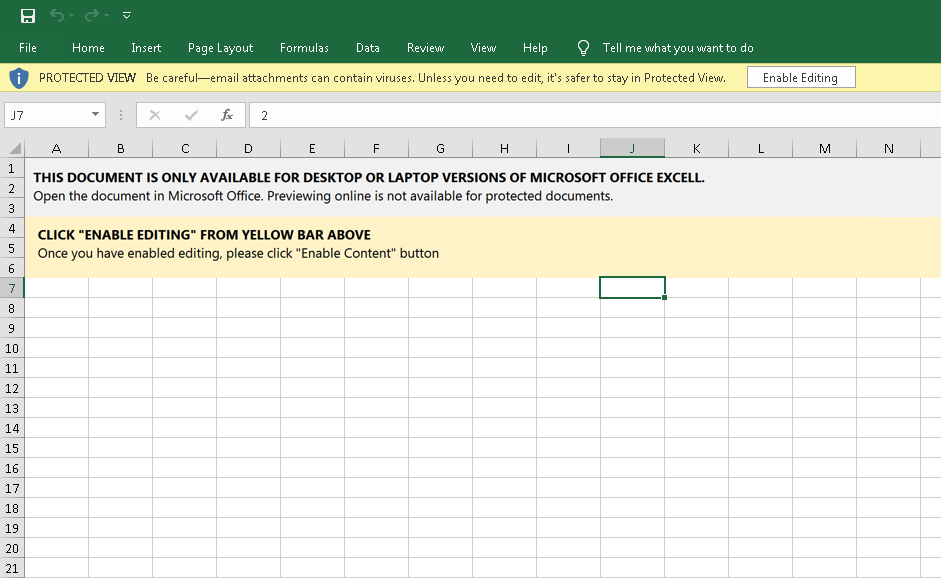 File Home Insert Page Layout Formulas Data Review View Help Tell me what you want to do
PROTECTED VIEW Be careful—email attachments can contain viruses. Unless you need to edit, it's safer to stay in Protected View. Enable Editing
J7 fx 2
A B C D E F G H I J K L M N
1
THIS DOCUMENT IS ONLY AVAILABLE FOR DESKTOP OR LAPTOP VERSIONS OF MICROSOFT OFFICE EXCELL.
2
Open the document in Microsoft Office. Previewing online is not available for protected documents.
3
4
CLICK "ENABLE EDITING" FROM YELLOW BAR ABOVE
5
Once you have enabled editing, please click "Enable Content" button
6
7
8
9
10
11
12
13
14
15
16
17
18
19
20
21